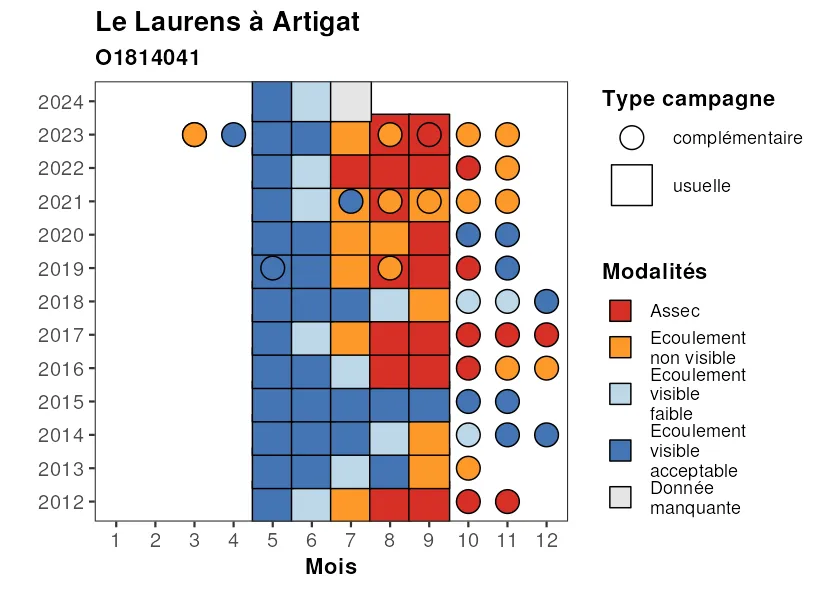 Le Laurens à Artigat
O1814041
2024
2023
2022
2021
2020
2019
2018
2017
2016
2015
2014
2013
2012
1 2 3 4 5 6 7 8 9 10 11 12
Mois
Type campagne
complémentaire
usuelle
Modalités
Assec
Ecoulement
non visible
Ecoulement
visible
faible
Ecoulement
visible
acceptable
Donnée
manquante